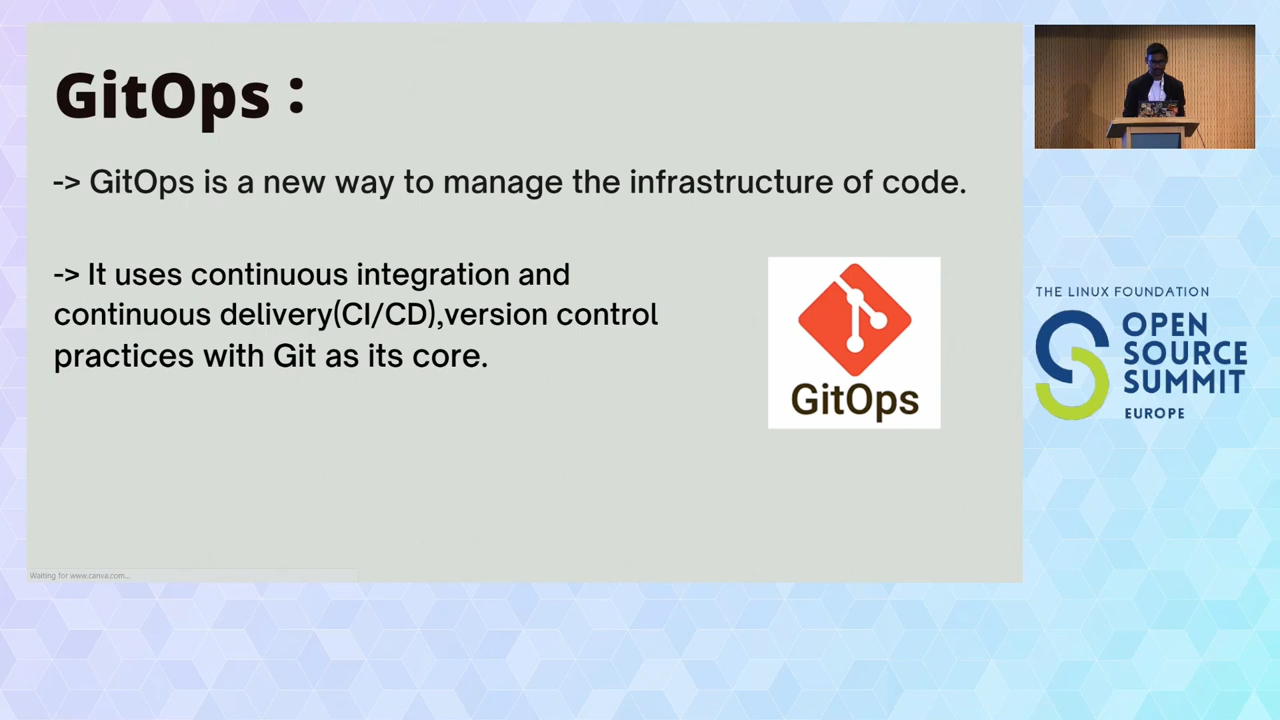 GitOps :
-> GitOps is a new way to manage the infrastructure of code.
-> It uses continuous integration and
continuous delivery(CI/CD),version control
practices with Git as its core.
GitOps
Waiting for www.canva.com...
THE LINUX FOUNDATION
OPEN
SOURCE
SUMMIT
EUROPE